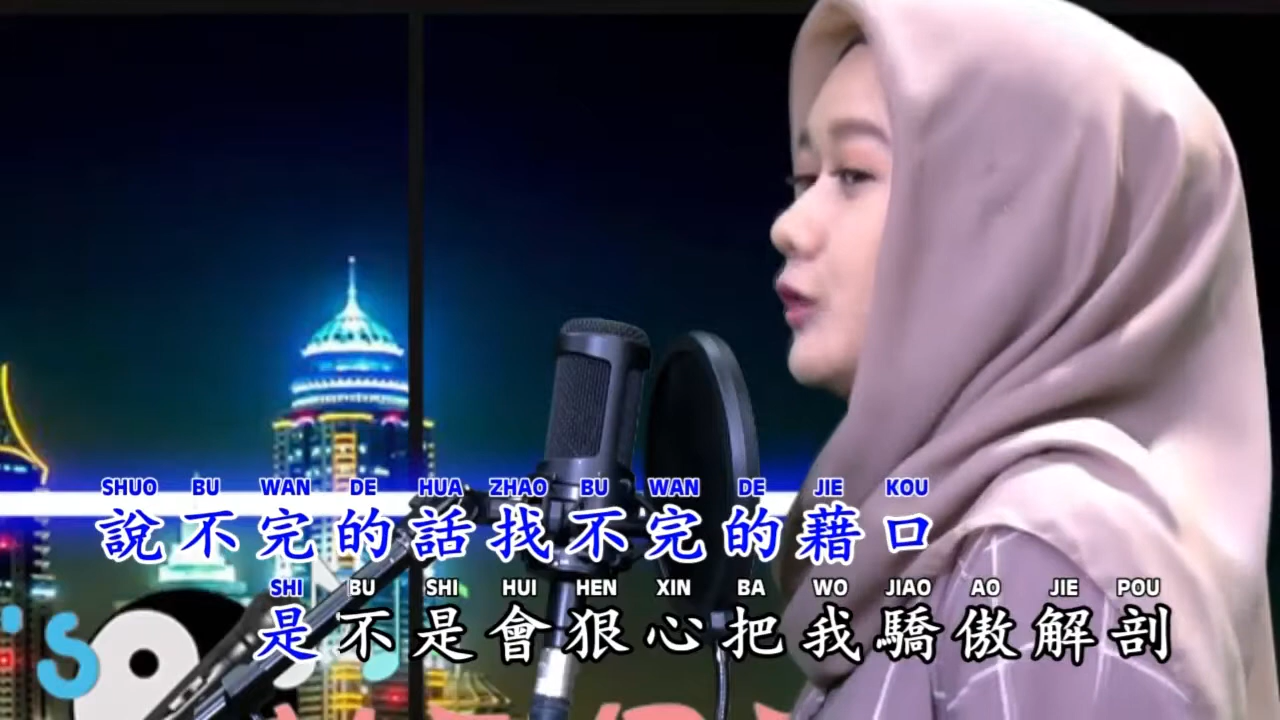 SHUO BU WAN DE HUA ZHAO BU WAN DE JIE KOU
說不完的話找不完的藉口
SHI BU SHI HUI HEN XIN BA WO JIAO AO JIE POU
是不是會狠心把我驕傲解剖
'S